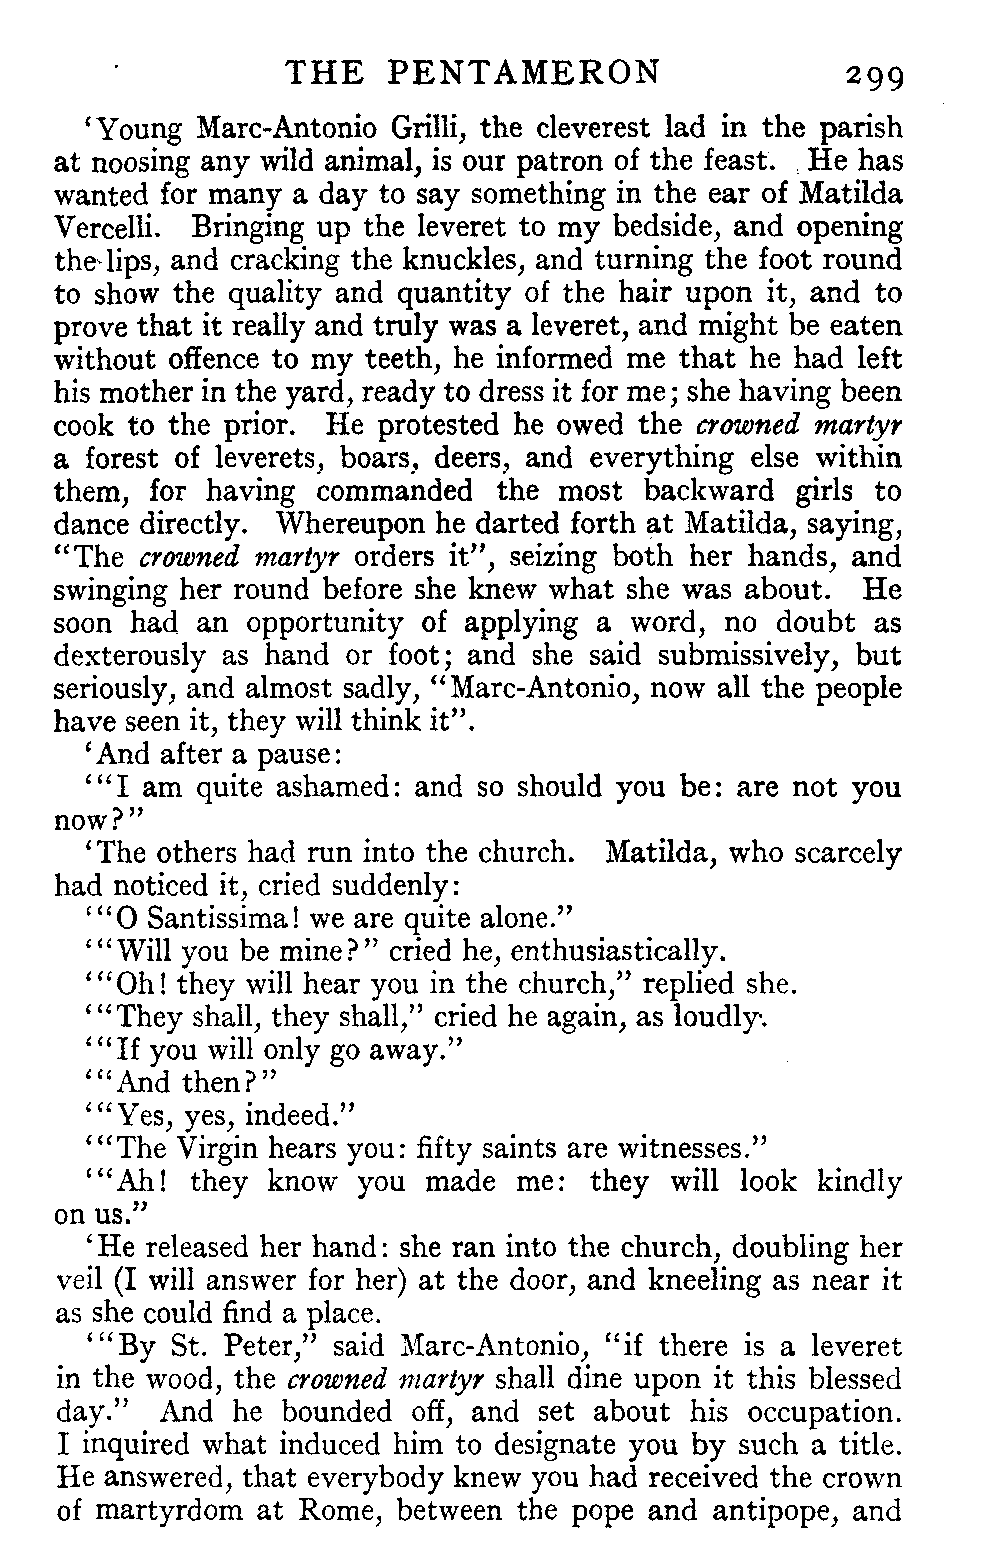 THE PENTAMERON 299
‘Young Marc-Antonio Grilli, the cleverest lad in the parish
at noosing any wild animal, is our patron of the feast. He has
wanted for many a day to say something in the ear of Matilda
Vercelli. Bringing up the leveret to my bedside, and opening
the lips, and cracking the knuckles, and turning the foot round
to show the quality and quantity of the hair upon it, and to
prove that it really and truly was a leveret, and might be eaten
without offence to my teeth, he informed me that he had left
his mother in the yard, ready to dress it for me; she having been
cook to the prior. He protested he owed the crowned martyr
a forest of leverets, boars, deers, and everything else within
them, for having commanded the most backward girls to
dance directly. Whereupon he darted forth at Matilda, saying,
“The crowned martyr orders it”, seizing both her hands, and
swinging her round before she knew what she was about. He
soon had an opportunity of applying a word, no doubt as
dexterously as hand or foot; and she said submissively, but
seriously, and almost sadly, “Marc-Antonio, now all the people
have seen it, they will think it”.
‘And after a pause:
‘“I am quite ashamed: and so should you be: are not you
now?”
‘The others had run into the church. Matilda, who scarcely
had noticed it, cried suddenly:
‘“O Santissima! we are quite alone.”
‘“Will you be mine?” cried he, enthusiastically.
‘“Oh! they will hear you in the church,” replied she.
‘“They shall, they shall,” cried he again, as loudly.
‘“If you will only go away.”
‘“And then?”
‘“Yes, yes, indeed.”
‘“The Virgin hears you: fifty saints are witnesses.”
‘“Ah! they know you made me: they will look kindly
on us.”
‘He released her hand: she ran into the church, doubling her
veil (I will answer for her) at the door, and kneeling as near it
as she could find a place.
‘“By St. Peter,” said Marc-Antonio, “if there is a leveret
in the wood, the crowned martyr shall dine upon it this blessed
day.” And he bounded off, and set about his occupation.
I inquired what induced him to designate you by such a title.
He answered, that everybody knew you had received the crown
of martyrdom at Rome, between the pope and antipope, and